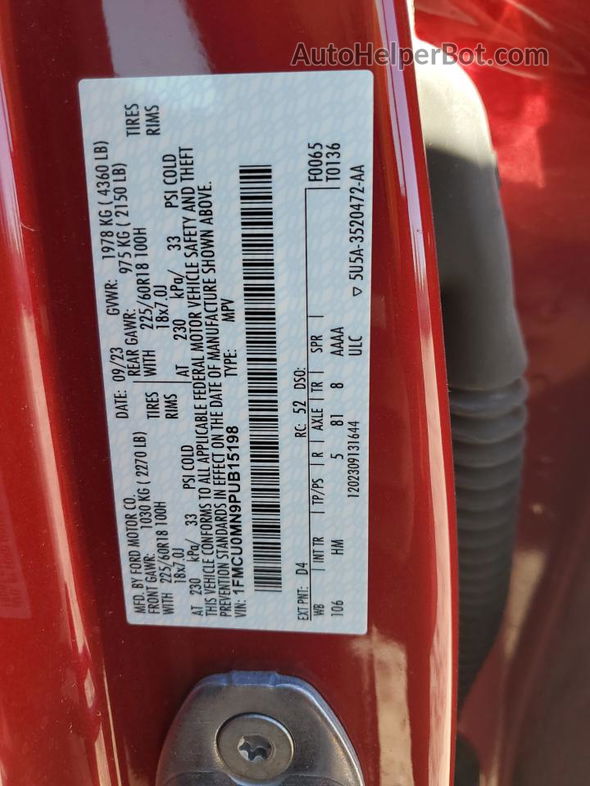 AutoHelperBot.com
MFD. BY FORD MOTOR CO. DATE: 09/23 GVWR: 1978 KG ( 4360 LB)
FRONT GAWR: 1030 KG ( 2270 LB) REAR GAWR: 975 KG ( 2150 LB)
WITH 225/60R18 100H TIRES WITH 225/60R18 100H TIRES
18x7.0J RIMS 18x7.0J RIMS
AT 230 kPa/ 33 PSI COLD AT 230 kPa/ 33 PSI COLD
THIS VEHICLE CONFORMS TO ALL APPLICABLE FEDERAL MOTOR VEHICLE SAFETY AND THEFT
PREVENTION STANDARDS IN EFFECT ON THE DATE OF MANUFACTURE SHOWN ABOVE.
VIN: 1FMCU0MN9PUB15198 TYPE: MPV
F0065
T0136
EXT PNT: D4 RC: 52 DSO:
WB INT TR TP/PS R AXLE TR SPR
106 HM 5 81 8 AAAA
ULC
1202309131644
▽ 5U5A-3520472-AA